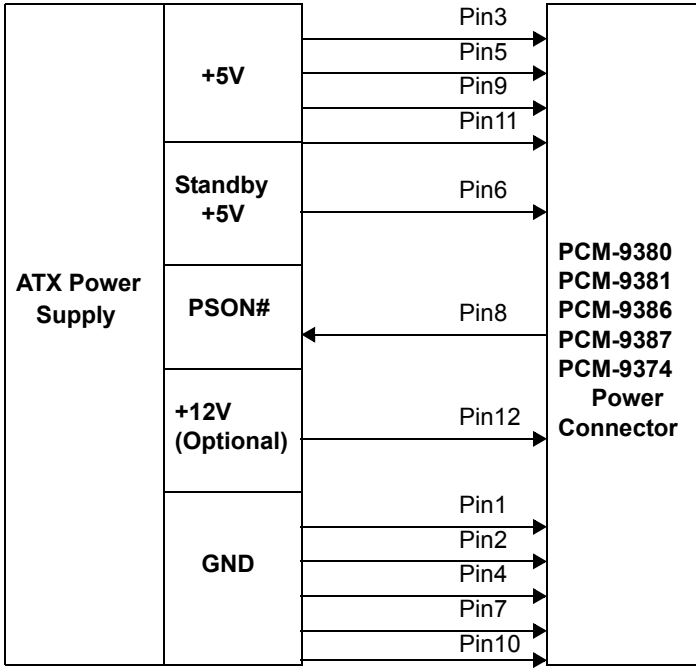 ATX Power
Supply
+5V
Standby
+5V
PSON#
+12V
(Optional)
GND
Pin3
Pin5
Pin9
Pin11
Pin6
Pin8
Pin12
Pin1
Pin2
Pin4
Pin7
Pin10
PCM-9380
PCM-9381
PCM-9386
PCM-9387
PCM-9374
Power
Connector